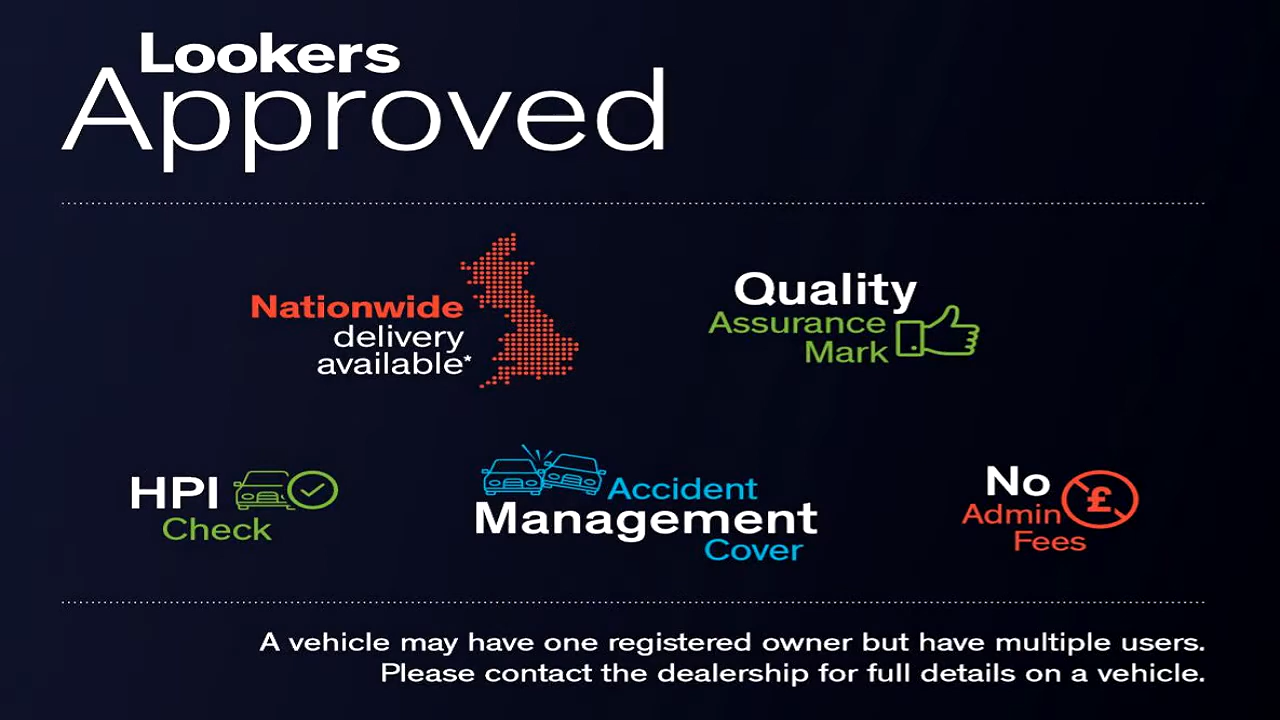 Lookers
Approved
Nationwide
delivery
available*
Quality
Assurance
Mark
HPI
Check
Accident
Management
Cover
No
Admin
£
Fees
A vehicle may have one registered owner but have multiple users.
Please contact the dealership for full details on a vehicle.